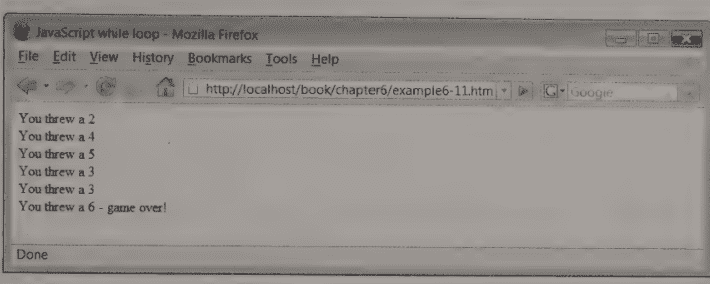 JavaScript while loop - Mozilla Firefox
File Edit View History Bookmarks Tools Help
http://localhost/book/chapter6/example6-11.htm
G Google
You threw a 2
You threw a 4
You threw a 5
You threw a 3
You threw a 3
You threw a 6 - game over!
Done